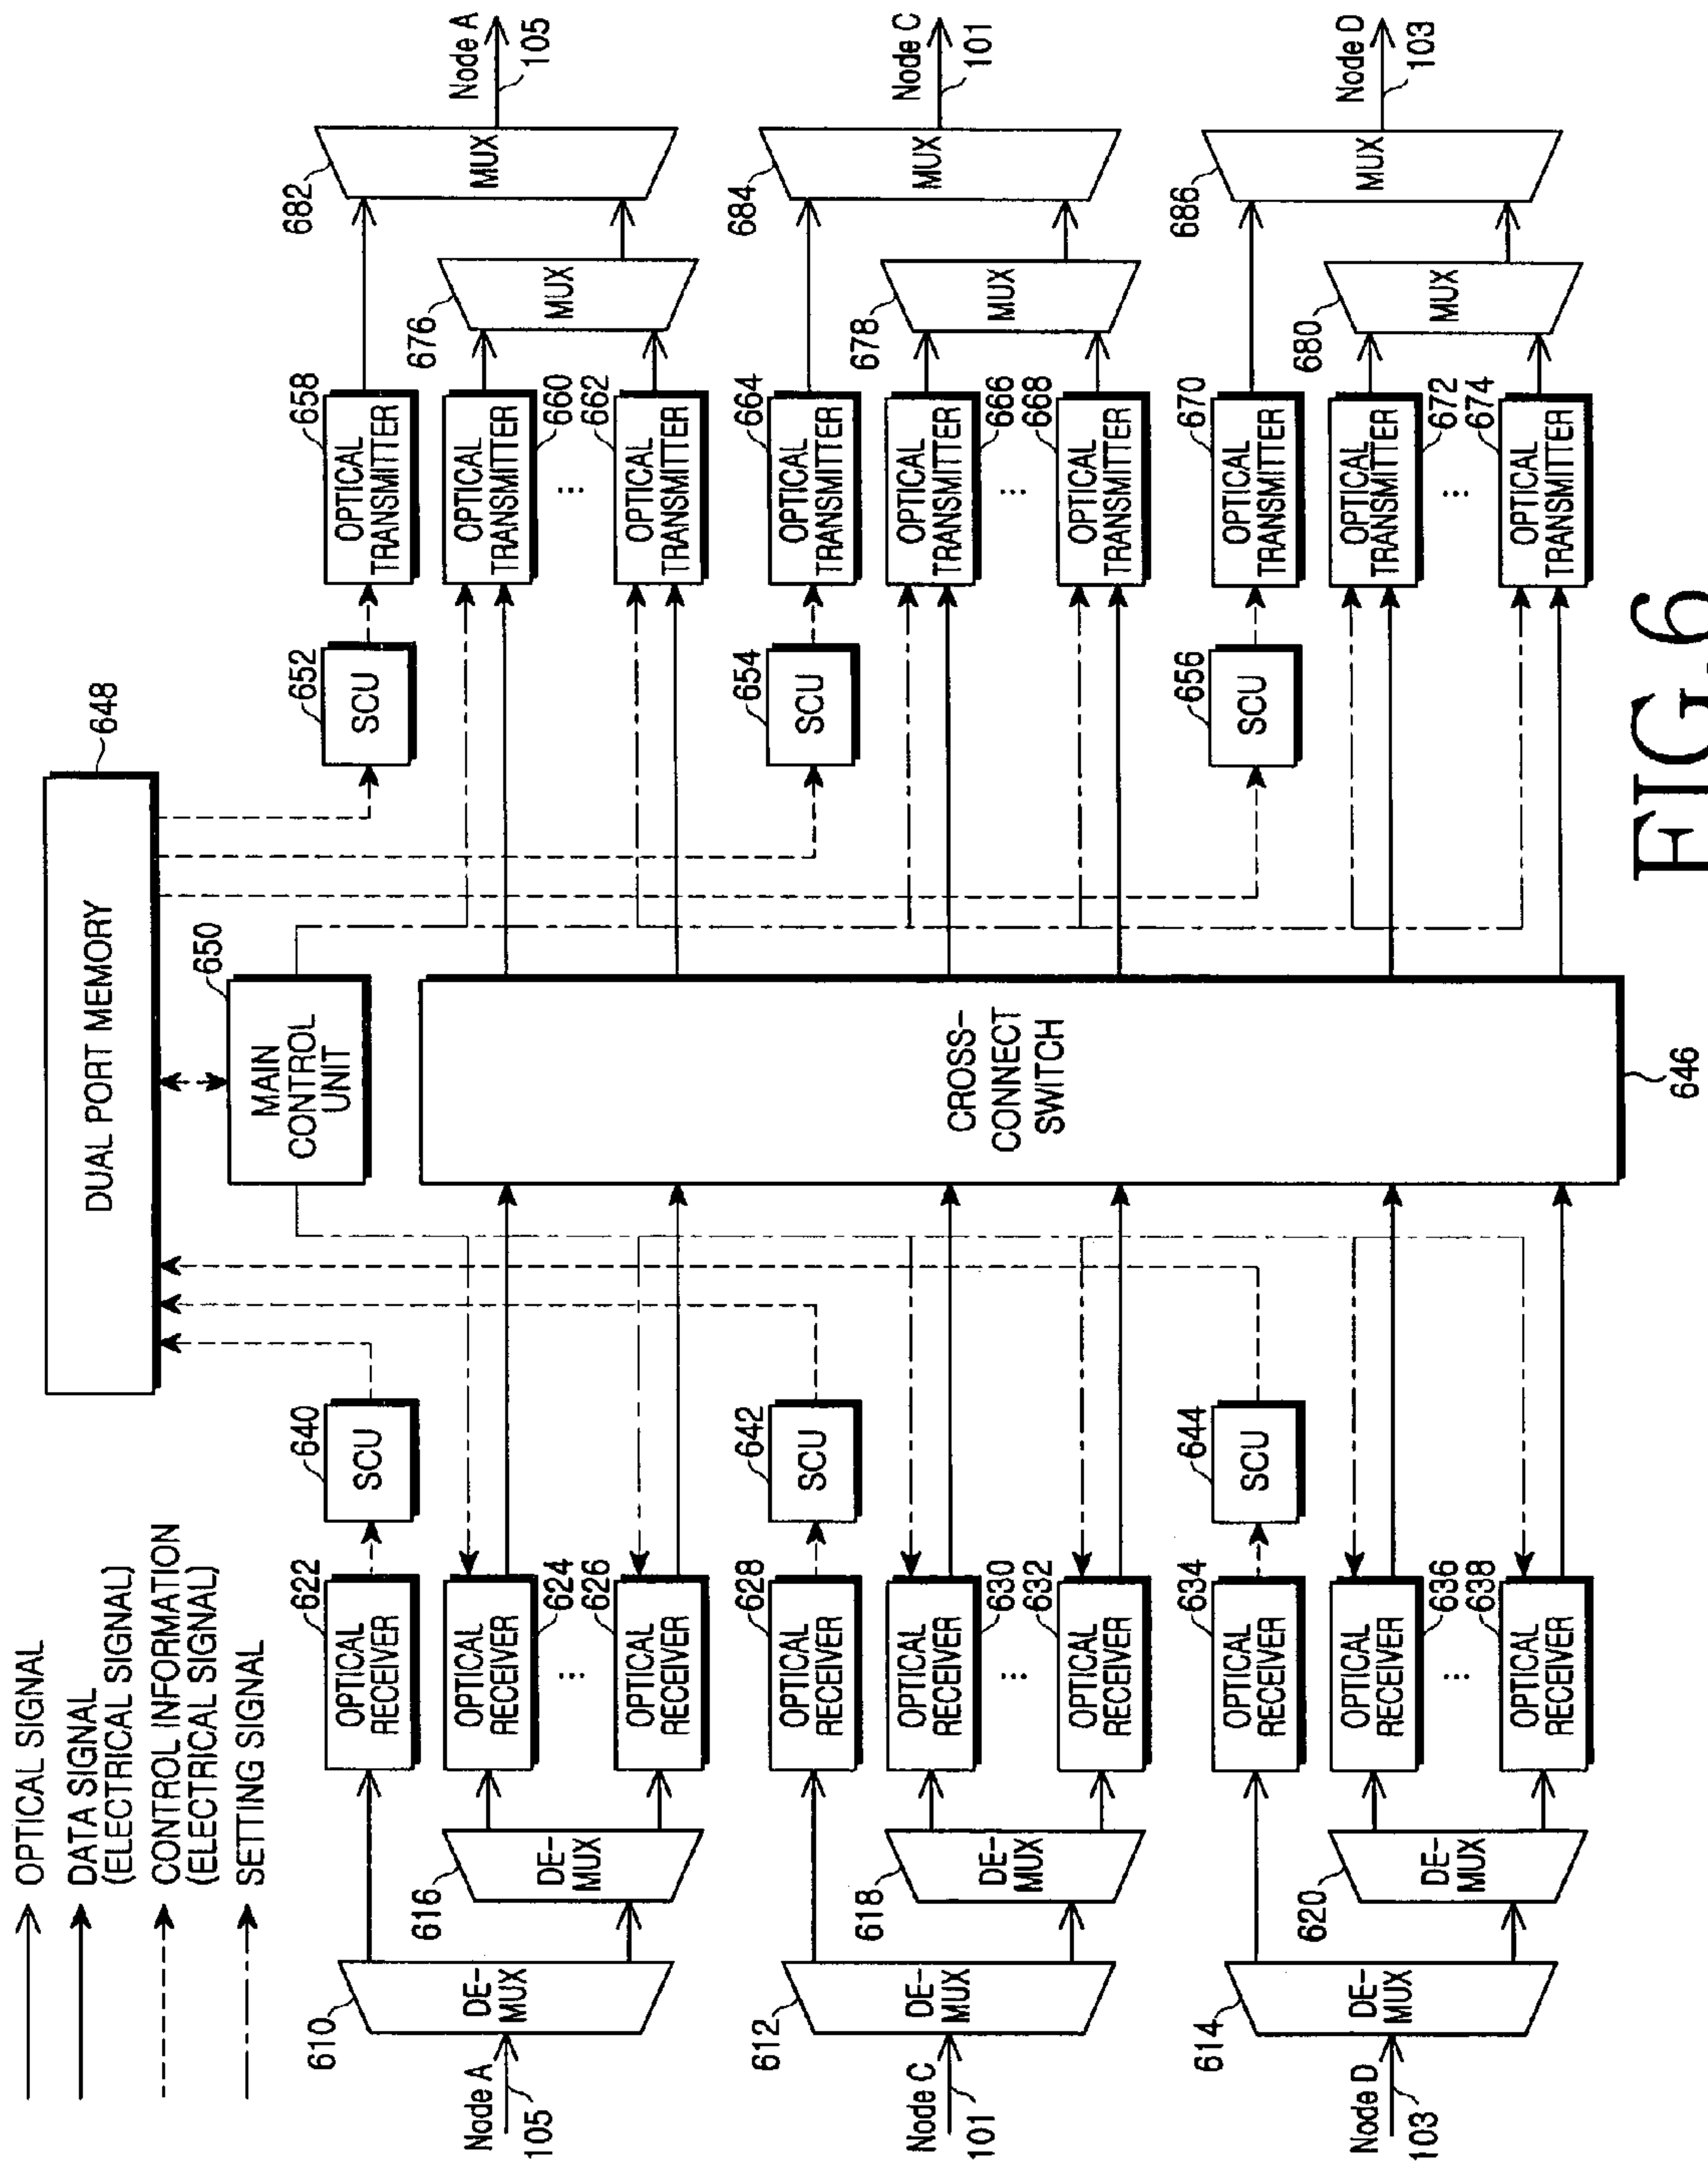 OPTICAL SIGNAL
DATA SIGNAL
(ELECTRICAL SIGNAL)
CONTROL INFORMATION
(ELECTRICAL SIGNAL)
SETTING SIGNAL
DUAL PORT MEMORY
648
MAIN
CONTROL
UNIT
650
CROSS-
CONNECT
SWITCH
646
Node A
105
610
DE-
MUX
616
DE-
MUX
622
OPTICAL
RECEIVER
640
SCU
OPTICAL
RECEIVER
624
...
626
OPTICAL
RECEIVER
652
SCU
658
OPTICAL
TRANSMITTER
OPTICAL
TRANSMITTER
660
...
662
OPTICAL
TRANSMITTER
676
MUX
682
MUX
Node A
105
Node C
101
612
DE-
MUX
618
DE-
MUX
628
OPTICAL
RECEIVER
642
SCU
OPTICAL
RECEIVER
630
...
632
OPTICAL
RECEIVER
654
SCU
664
OPTICAL
TRANSMITTER
OPTICAL
TRANSMITTER
666
...
668
OPTICAL
TRANSMITTER
678
MUX
684
MUX
Node C
101
Node D
103
614
DE-
MUX
620
DE-
MUX
634
OPTICAL
RECEIVER
644
SCU
OPTICAL
RECEIVER
636
...
638
OPTICAL
RECEIVER
656
SCU
670
OPTICAL
TRANSMITTER
OPTICAL
TRANSMITTER
672
...
674
OPTICAL
TRANSMITTER
680
MUX
686
MUX
Node D
103
FIG.6